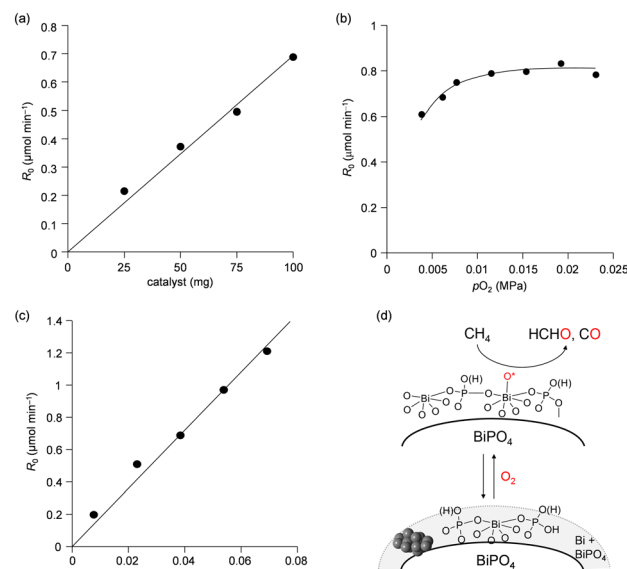 (a)
0.8
0.7
0.6
0.5
0.4
0.3
0.2
0.1
0
0
25
50
75
100
R0 (μmol min−1)
catalyst (mg)
(b)
1
0.8
0.6
0.4
0.2
0
0
0.005
0.01
0.015
0.02
0.025
R0 (μmol min−1)
pO2 (MPa)
(c)
1.4
1.2
1
0.8
0.6
0.4
0.2
0
0
0.02
0.04
0.06
0.08
R0 (μmol min−1)
(d)
CH4
HCHO, CO
O(H)
O*
O(H)
Bi
O
P
O
Bi
O
P
O
O
O
O
O
O
O
O
O
O
O
BiPO4
O2
(H)O
O(H)
O
O
P
Bi
P
(H)O
O
O
O
O
OH
Bi +
BiPO4
BiPO4